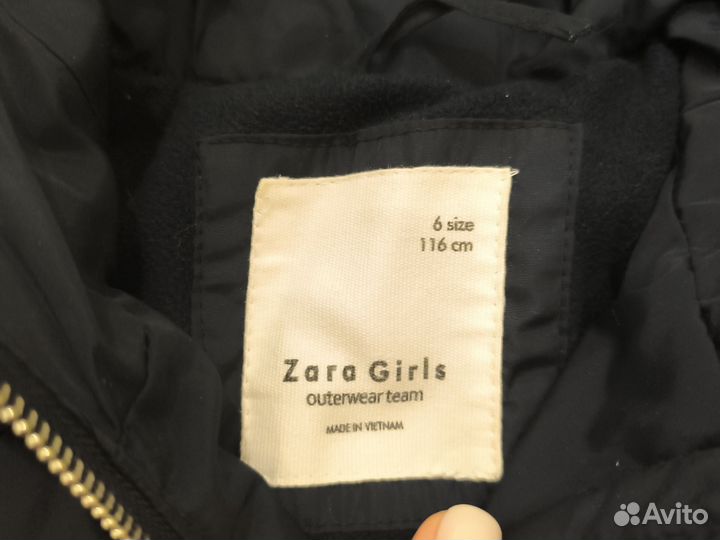 6 size
116 cm
Zara Girls
outerwear team
MADE IN VIETNAM
Avito